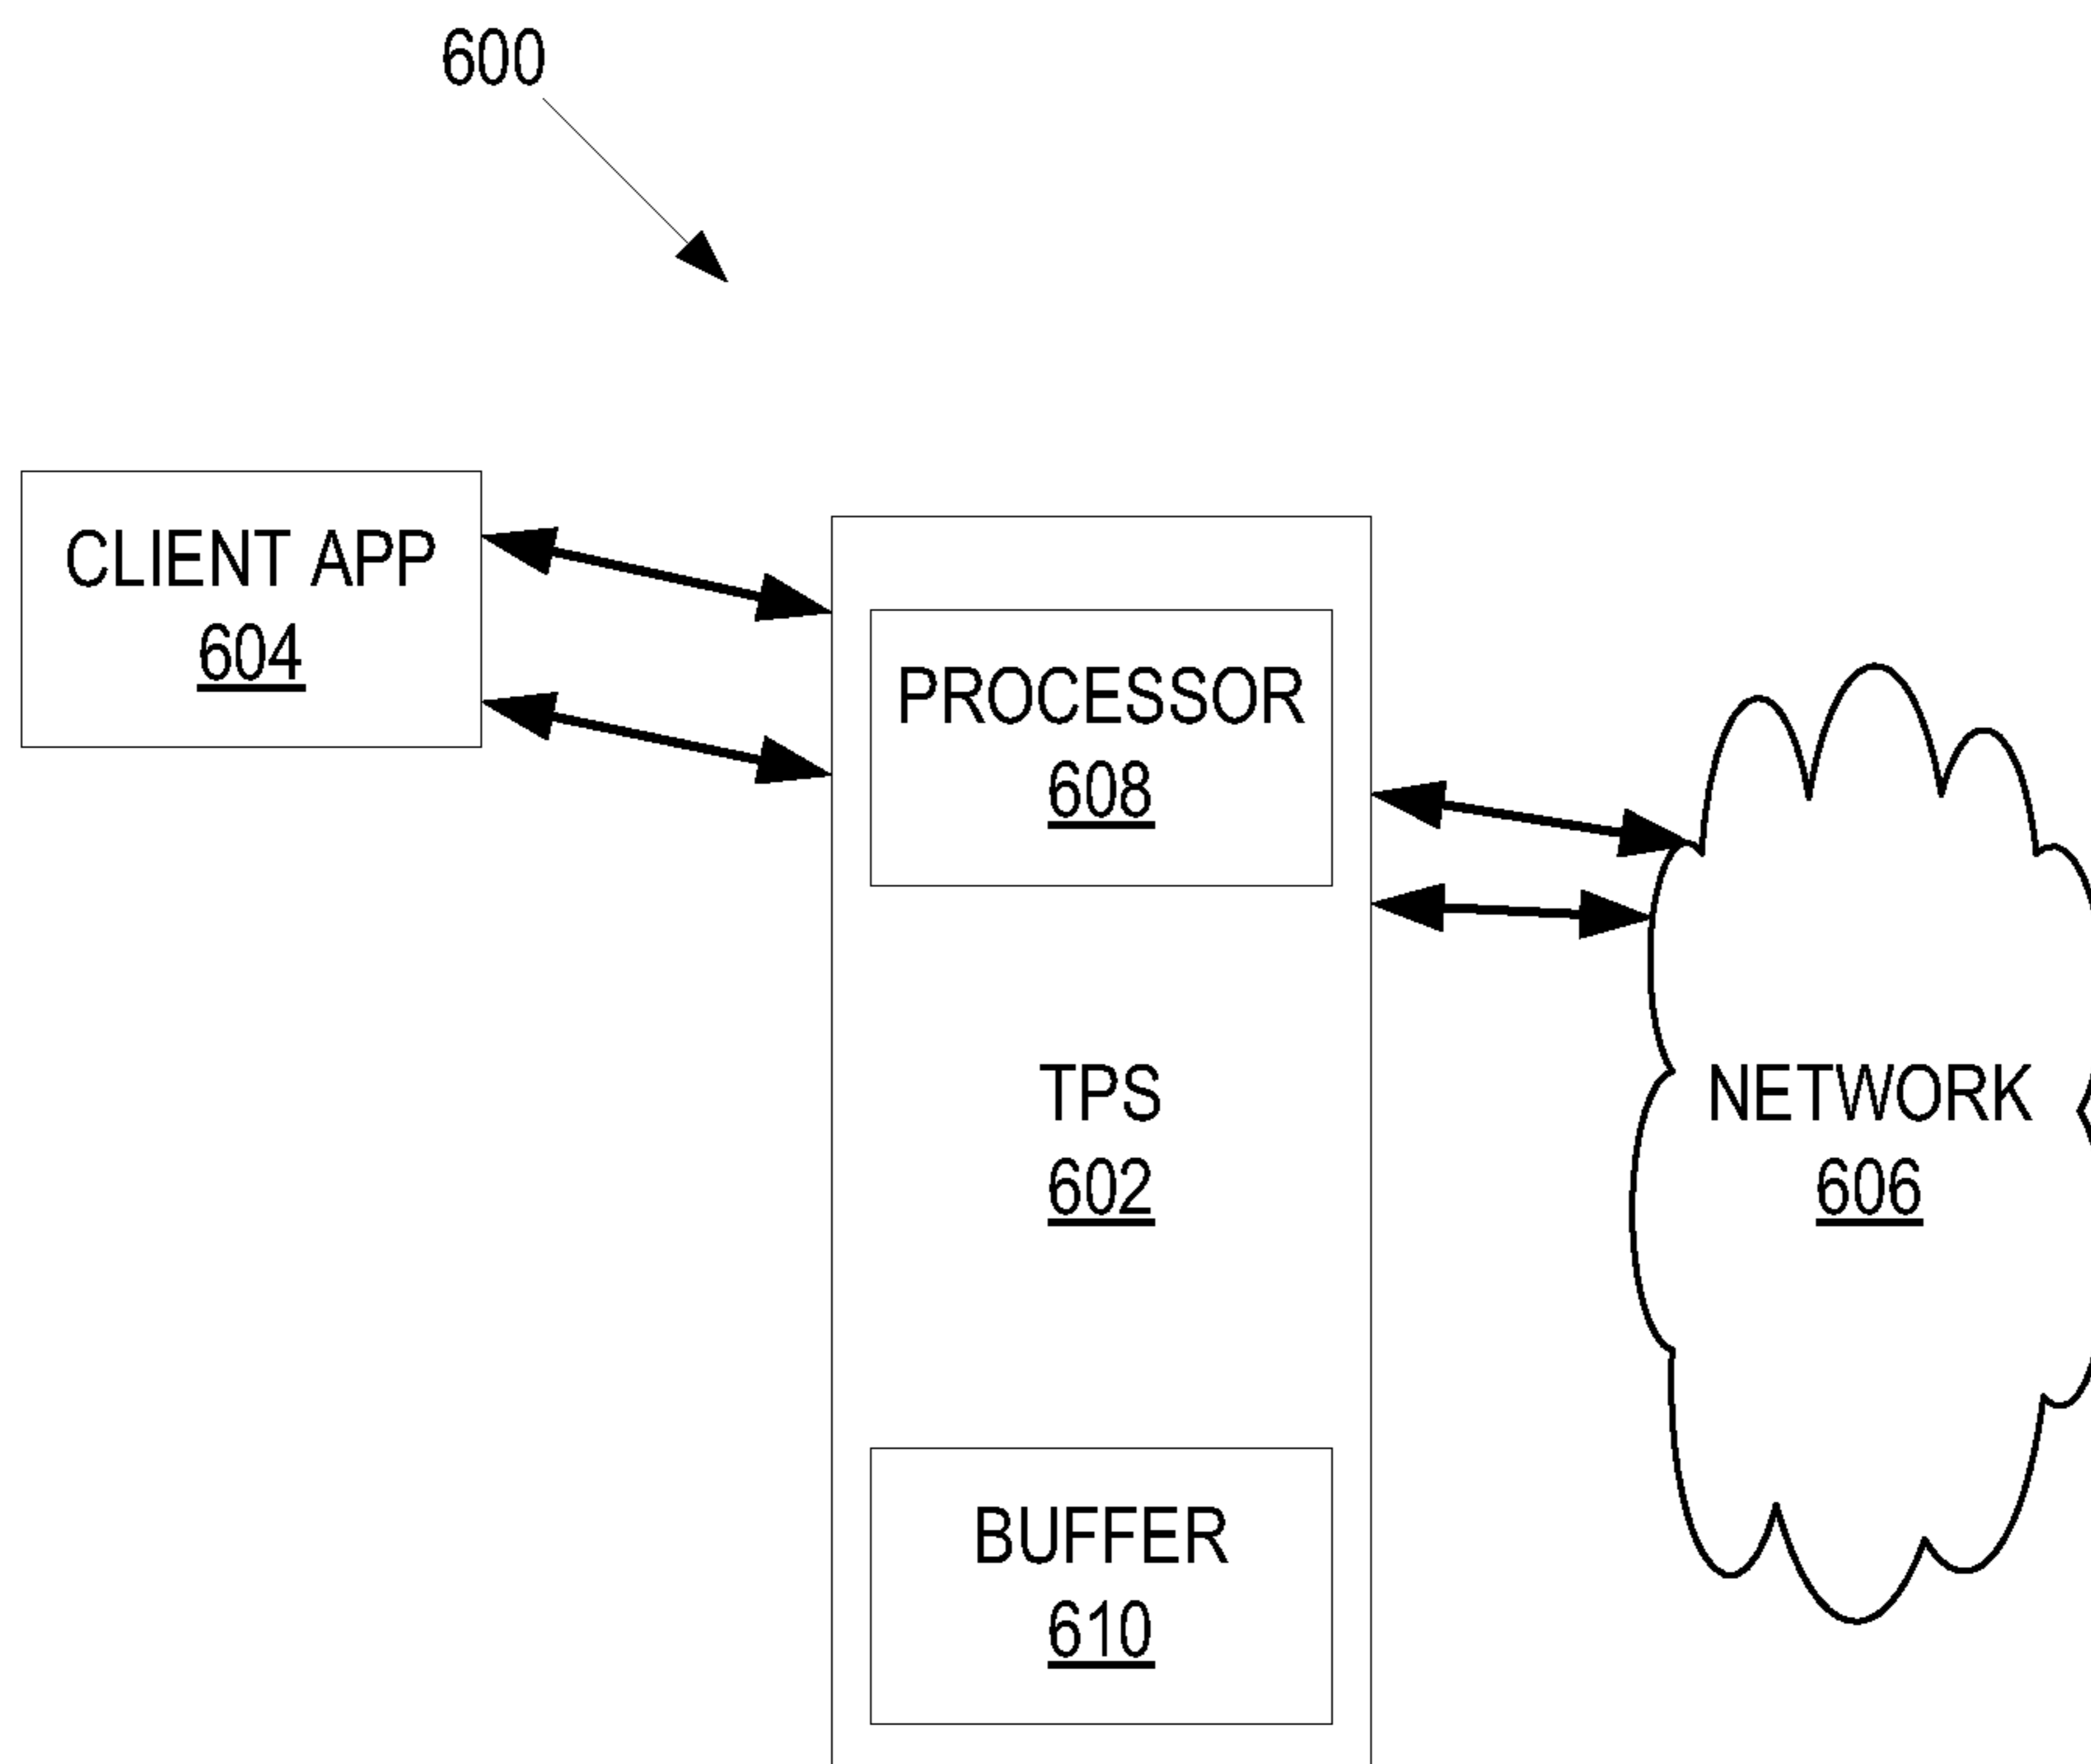 600
CLIENT APP
604
PROCESSOR
608
TPS
602
NETWORK
606
BUFFER
610